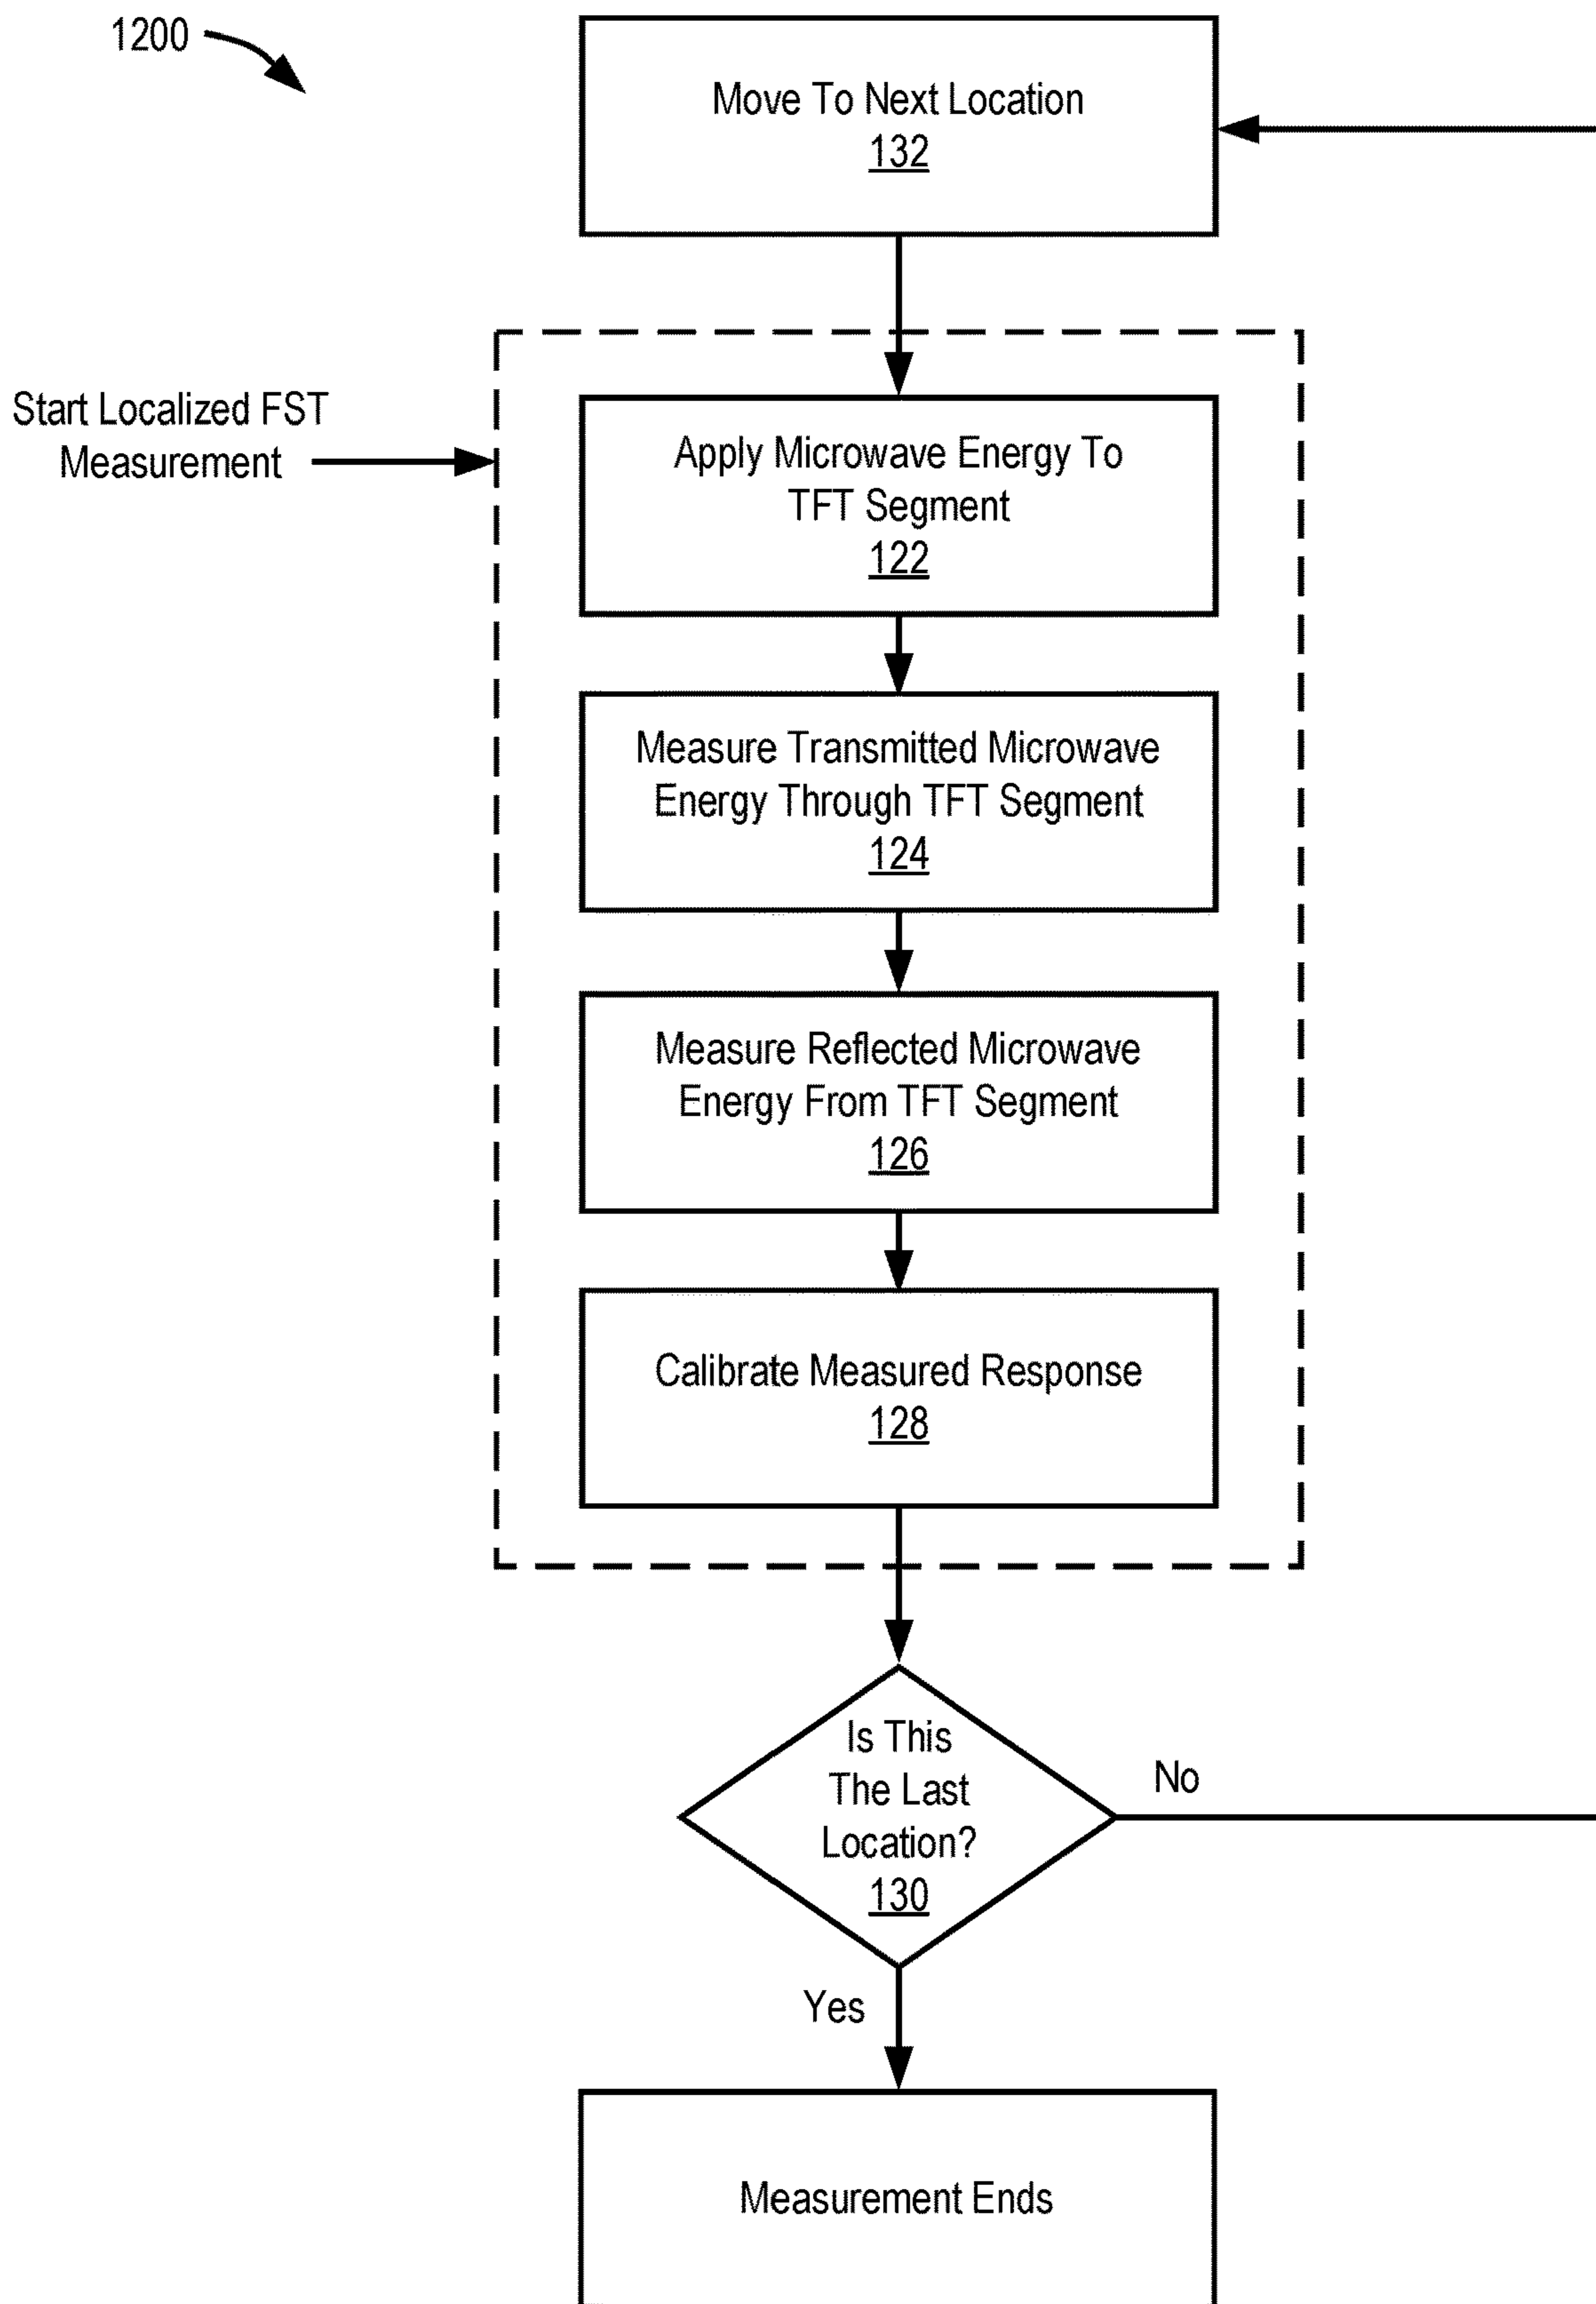 1200
Move To Next Location
132
Start Localized FST
Measurement
Apply Microwave Energy To
TFT Segment
122
Measure Transmitted Microwave
Energy Through TFT Segment
124
Measure Reflected Microwave
Energy From TFT Segment
126
Calibrate Measured Response
128
Is This
The Last
Location?
130
No
Yes
Measurement Ends